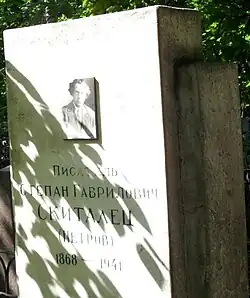 Писатель
Степан Гаврилович
Скиталец
(Петров)
1868 — 1941